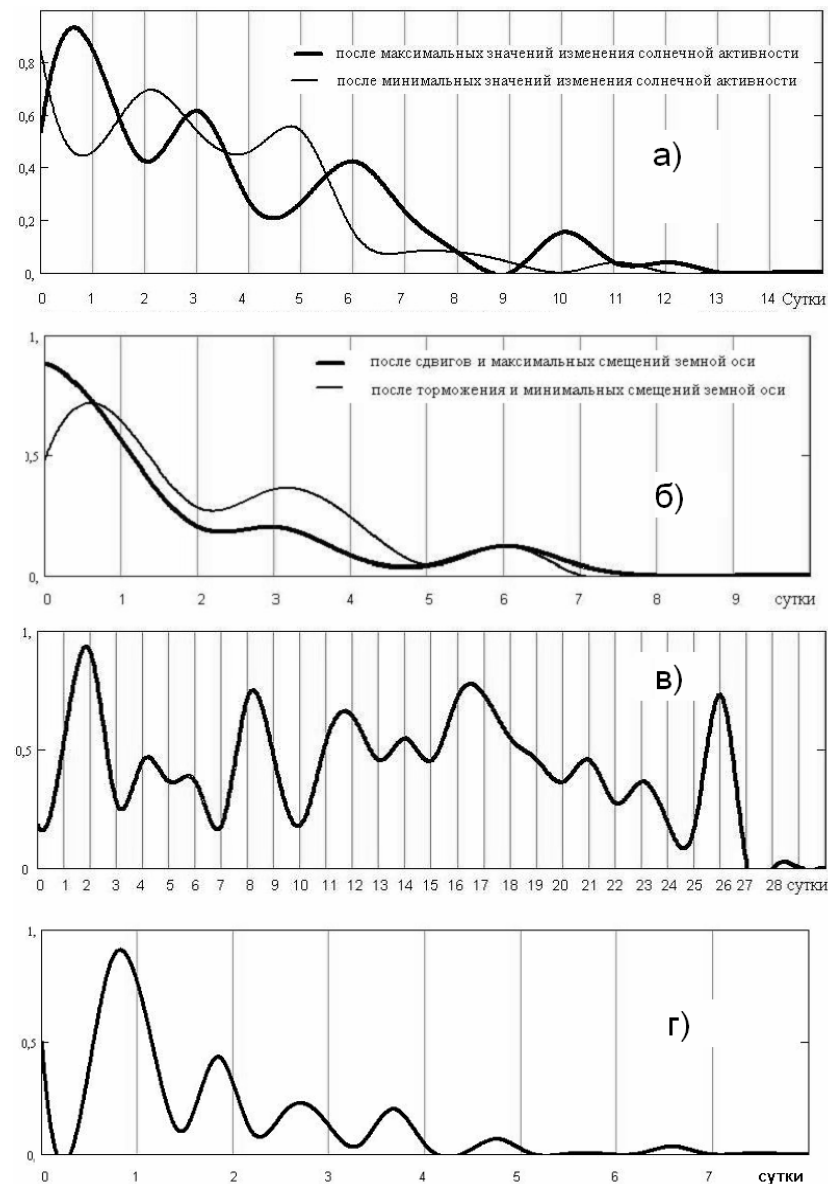 после максимальных значений изменения солнечной активности
0,8
после минимальных значений изменения солнечной активности
0,6
а)
0,4
0,2
0,
0 1 2 3 4 5 6 7 8 9 10 11 12 13 14 Сутки
1,
после сдвигов и максимальных смещений земной оси
после торможения и минимальных смещений земной оси
0,5
б)
0,
0 1 2 3 4 5 6 7 8 9 сутки
1,
в)
0,5
0
0 1 2 3 4 5 6 7 8 9 10 11 12 13 14 15 16 17 18 19 20 21 22 23 24 25 26 27 28 сутки
1,
г)
0,5
0,
0 1 2 3 4 5 6 7 сутки